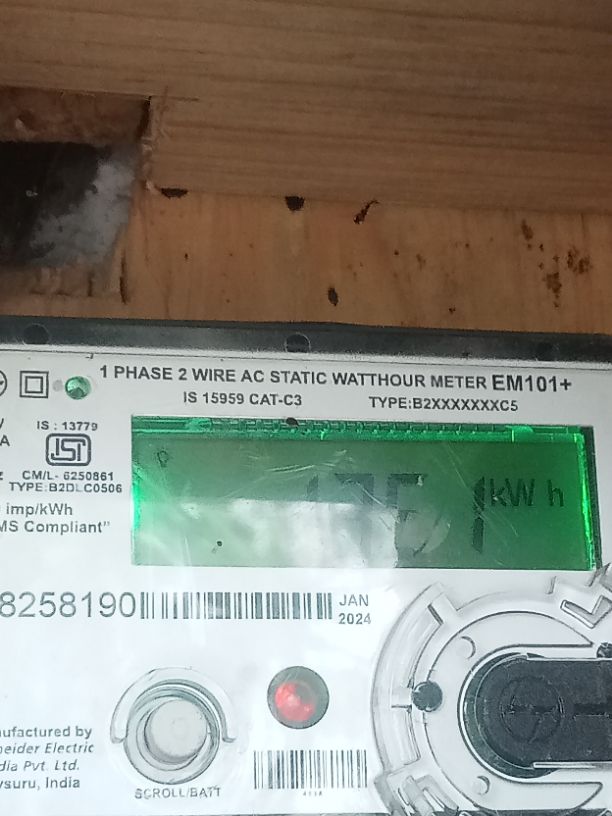 1 PHASE 2 WIRE AC STATIC WATTHOUR METER EM101+
IS 15959 CAT-C3 TYPE:B2XXXXXXXC5
IS : 13779
CM/L- 6250861
TYPE:B2DLC0506
imp/kWh
MS Compliant"
kWh
8258190
JAN
2024
nufactured by
neider Electric
dia Pvt. Ltd.
ysuru, India
SCROLL/BATT